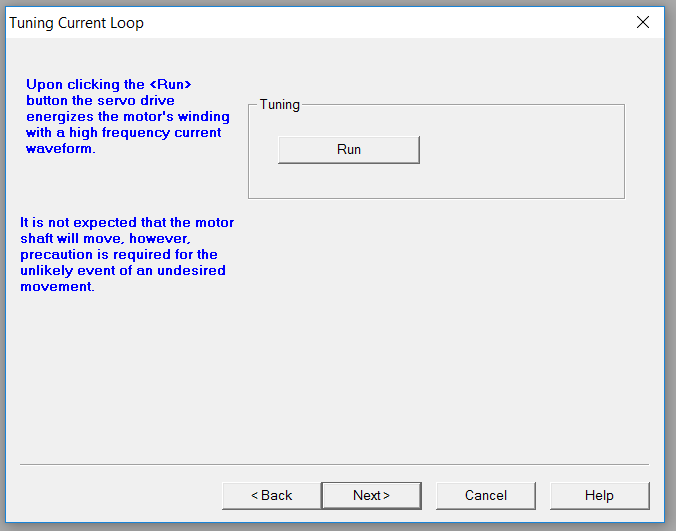 Tuning Current Loop
Upon clicking the <Run>
button the servo drive
energizes the motor's winding
with a high frequency current
waveform.
Tuning
Run
It is not expected that the motor
shaft will move, however,
precaution is required for the
unlikely event of an undesired
movement.
< Back
Next >
Cancel
Help